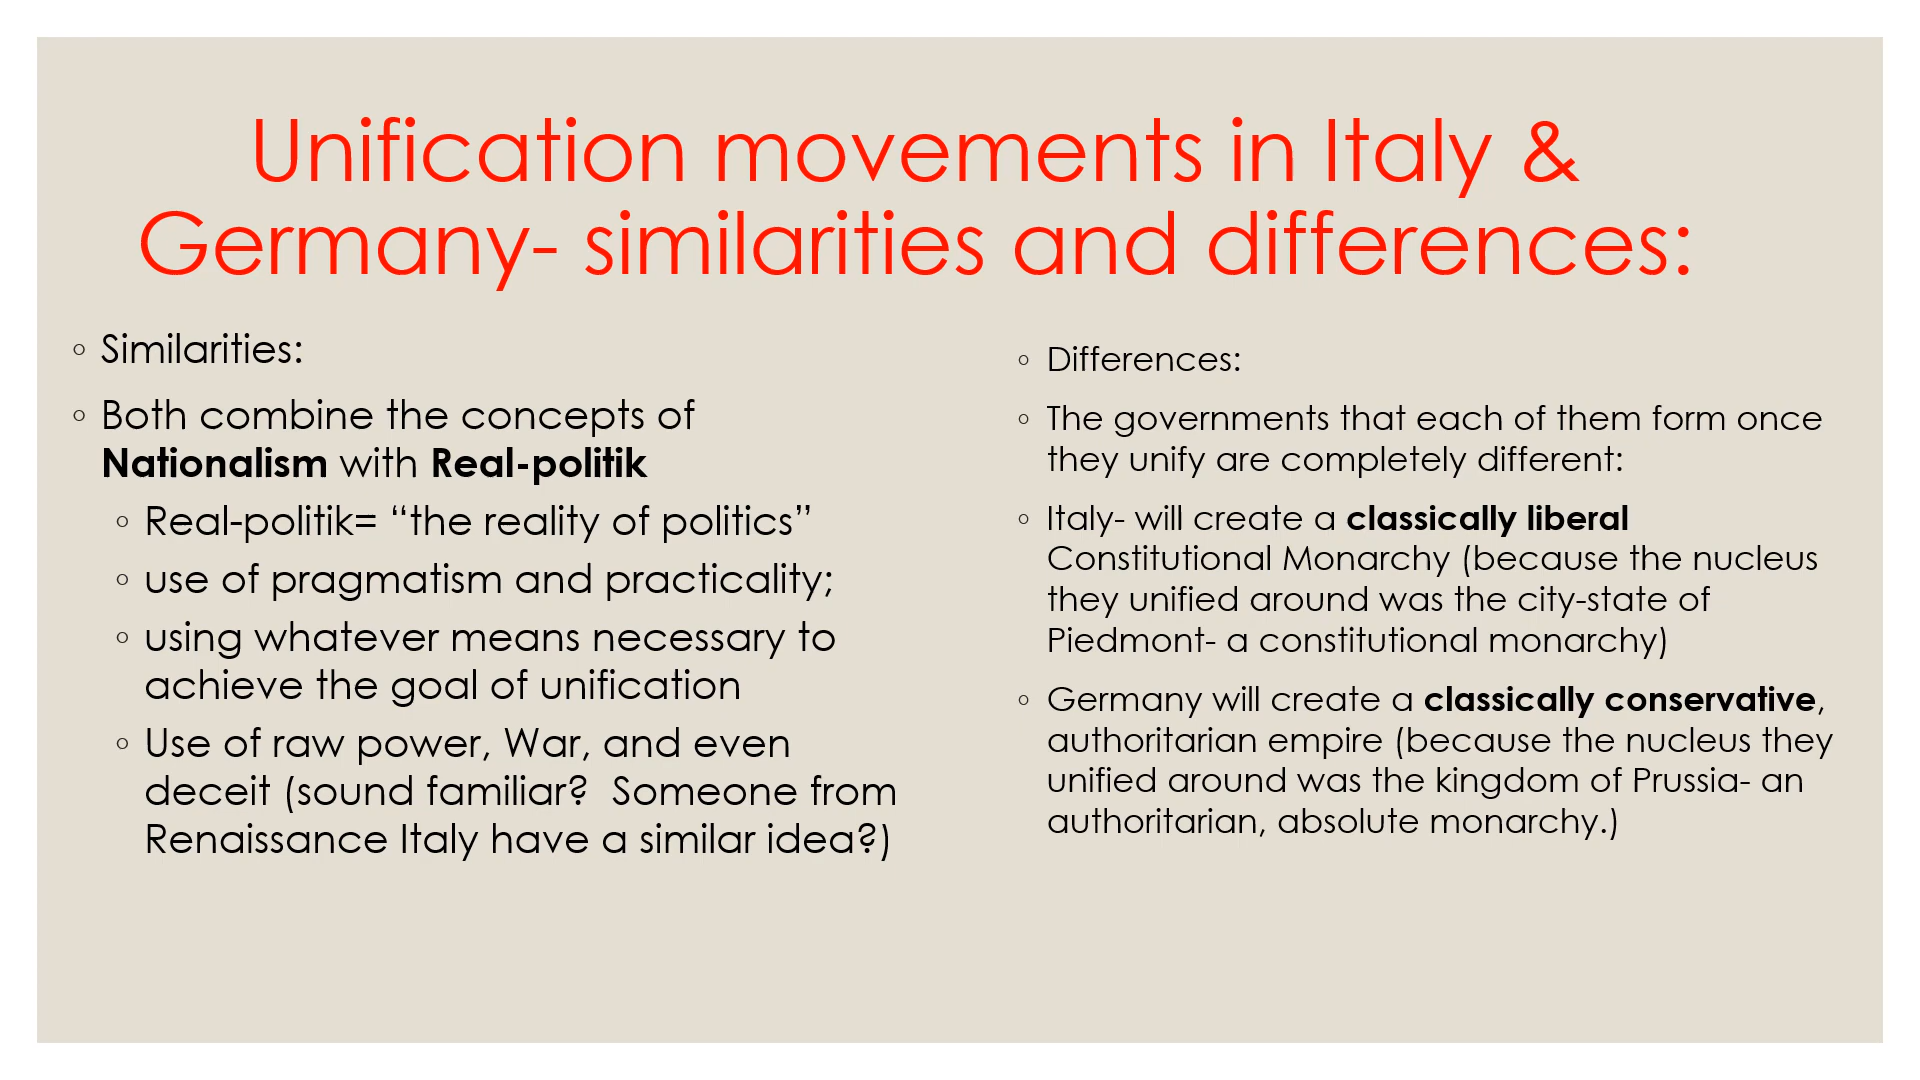 Unification movements in Italy &
Germany- similarities and differences:
◦ Similarities:
◦ Both combine the concepts of
Nationalism with Real-politik
◦ Real-politik= “the reality of politics”
◦ use of pragmatism and practicality;
◦ using whatever means necessary to
achieve the goal of unification
◦ Use of raw power, War, and even
deceit (sound familiar?  Someone from
Renaissance Italy have a similar idea?)
◦ Differences:
◦ The governments that each of them form once
they unify are completely different:
◦ Italy- will create a classically liberal
Constitutional Monarchy (because the nucleus
they unified around was the city-state of
Piedmont- a constitutional monarchy)
◦ Germany will create a classically conservative,
authoritarian empire (because the nucleus they
unified around was the kingdom of Prussia- an
authoritarian, absolute monarchy.)